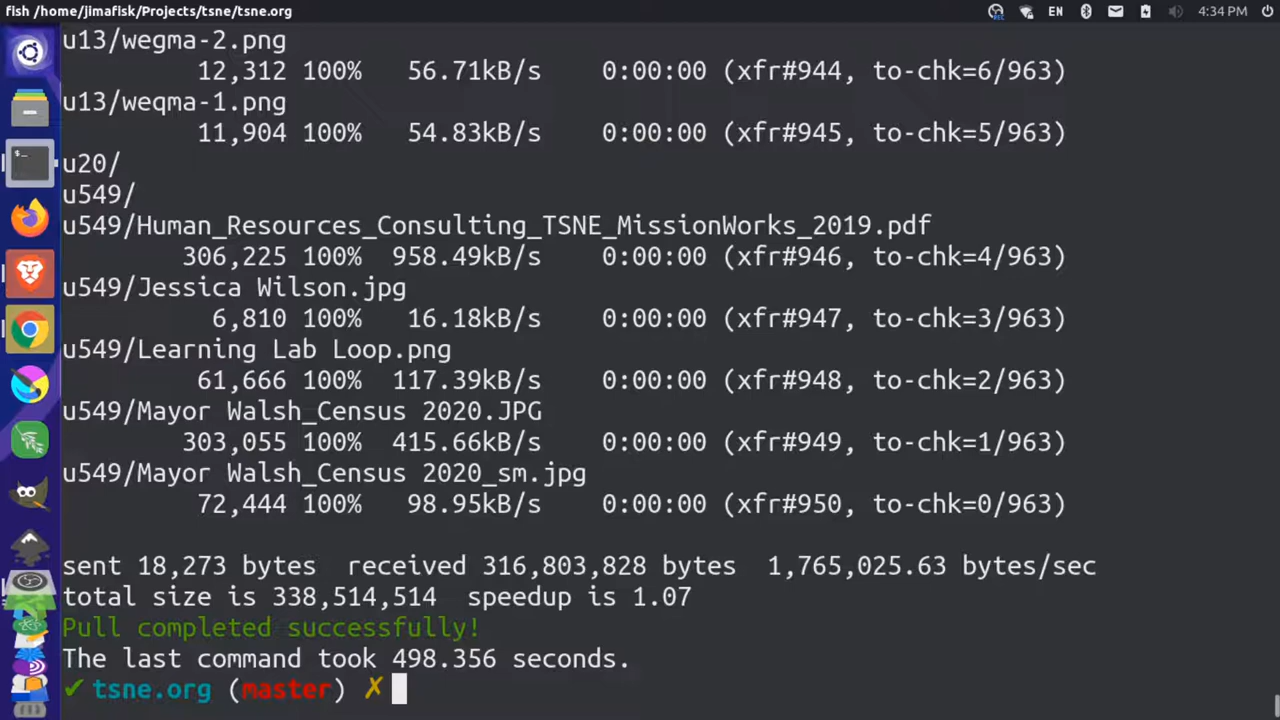 fish /home/jimafisk/Projects/tsne/tsne.org
EN
4:34 PM
u13/wegma-2.png
12,312 100% 56.71kB/s 0:00:00 (xfr#944, to-chk=6/963)
u13/weqma-1.png
11,904 100% 54.83kB/s 0:00:00 (xfr#945, to-chk=5/963)
u20/
u549/
u549/Human_Resources_Consulting_TSNE_MissionWorks_2019.pdf
306,225 100% 958.49kB/s 0:00:00 (xfr#946, to-chk=4/963)
u549/Jessica Wilson.jpg
6,810 100% 16.18kB/s 0:00:00 (xfr#947, to-chk=3/963)
u549/Learning Lab Loop.png
61,666 100% 117.39kB/s 0:00:00 (xfr#948, to-chk=2/963)
u549/Mayor Walsh_Census 2020.JPG
303,055 100% 415.66kB/s 0:00:00 (xfr#949, to-chk=1/963)
u549/Mayor Walsh_Census 2020_sm.jpg
72,444 100% 98.95kB/s 0:00:00 (xfr#950, to-chk=0/963)
sent 18,273 bytes received 316,803,828 bytes 1,765,025.63 bytes/sec
total size is 338,514,514 speedup is 1.07
Pull completed successfully!
The last command took 498.356 seconds.
✔ tsne.org (master) ✗